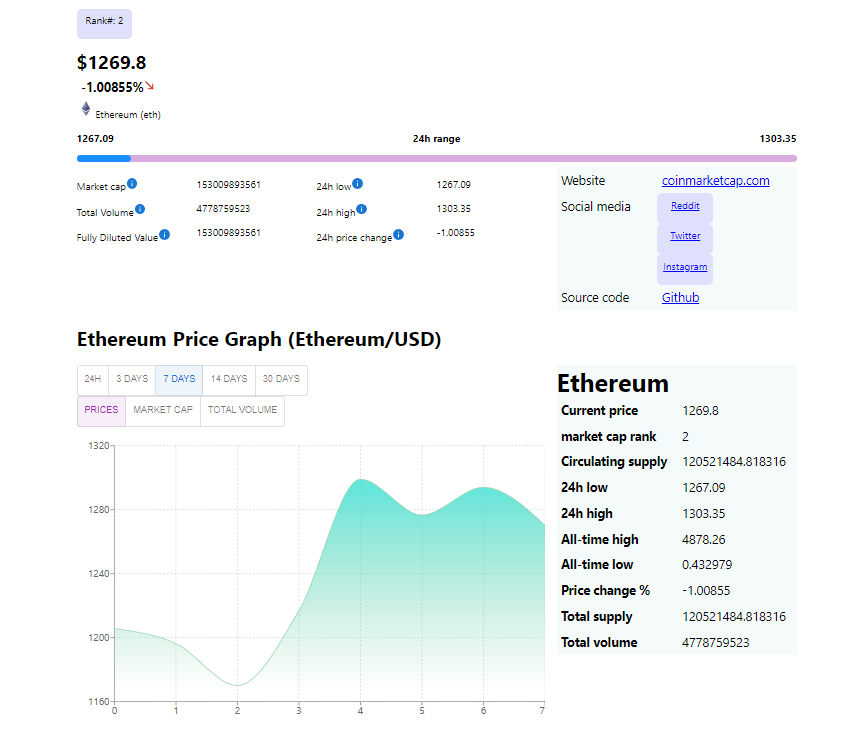 Rank#: 2
$1269.8
-1.00855%
Ethereum (eth)
1267.09 24h range 1303.35
Market cap 153009893561 24h low 1267.09
Total Volume 4778759523 24h high 1303.35
Fully Diluted Value 153009893561 24h price change -1.00855
Website coinmarketcap.com
Social media Reddit
Twitter
Instagram
Source code Github
Ethereum Price Graph (Ethereum/USD)
24H 3 DAYS 7 DAYS 14 DAYS 30 DAYS
PRICES MARKET CAP TOTAL VOLUME
1320
1280
1240
1200
1160
0 1 2 3 4 5 6 7
Ethereum
Current price 1269.8
market cap rank 2
Circulating supply 120521484.818316
24h low 1267.09
24h high 1303.35
All-time high 4878.26
All-time low 0.432979
Price change % -1.00855
Total supply 120521484.818316
Total volume 4778759523